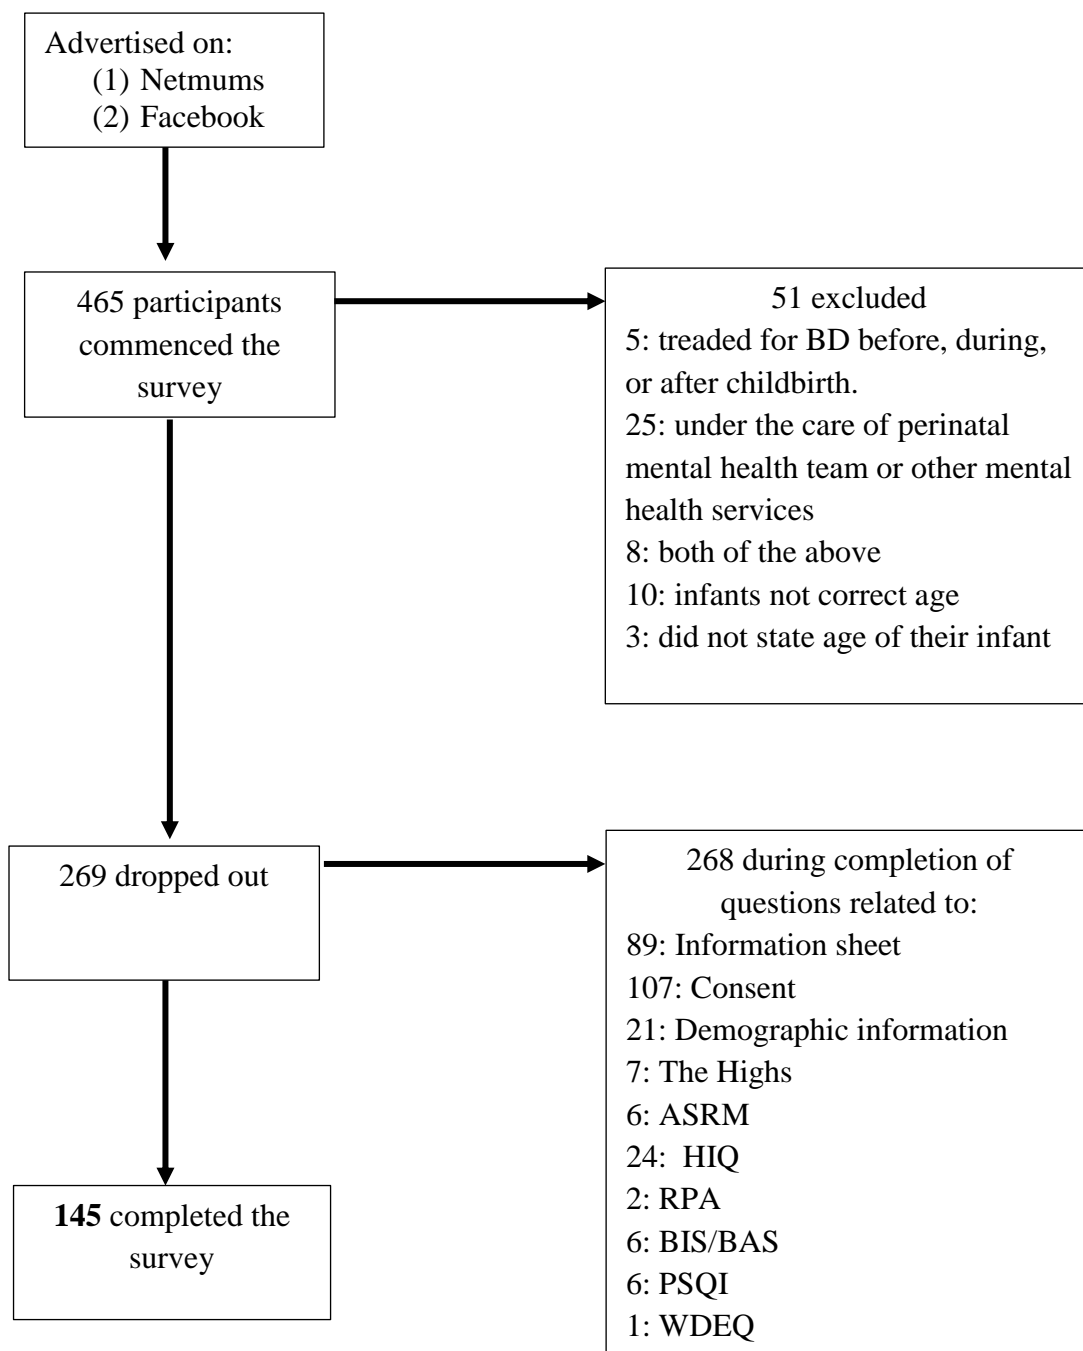 Advertised on:
(1) Netmums
(2) Facebook
465 participants
commenced the
survey
51 excluded
5: treaded for BD before, during,
or after childbirth.
25: under the care of perinatal
mental health team or other mental
health services
8: both of the above
10: infants not correct age
3: did not state age of their infant
269 dropped out
268 during completion of
questions related to:
89: Information sheet
107: Consent
21: Demographic information
7: The Highs
6: ASRM
24:  HIQ
2: RPA
6: BIS/BAS
6: PSQI
1: WDEQ
145 completed the
survey